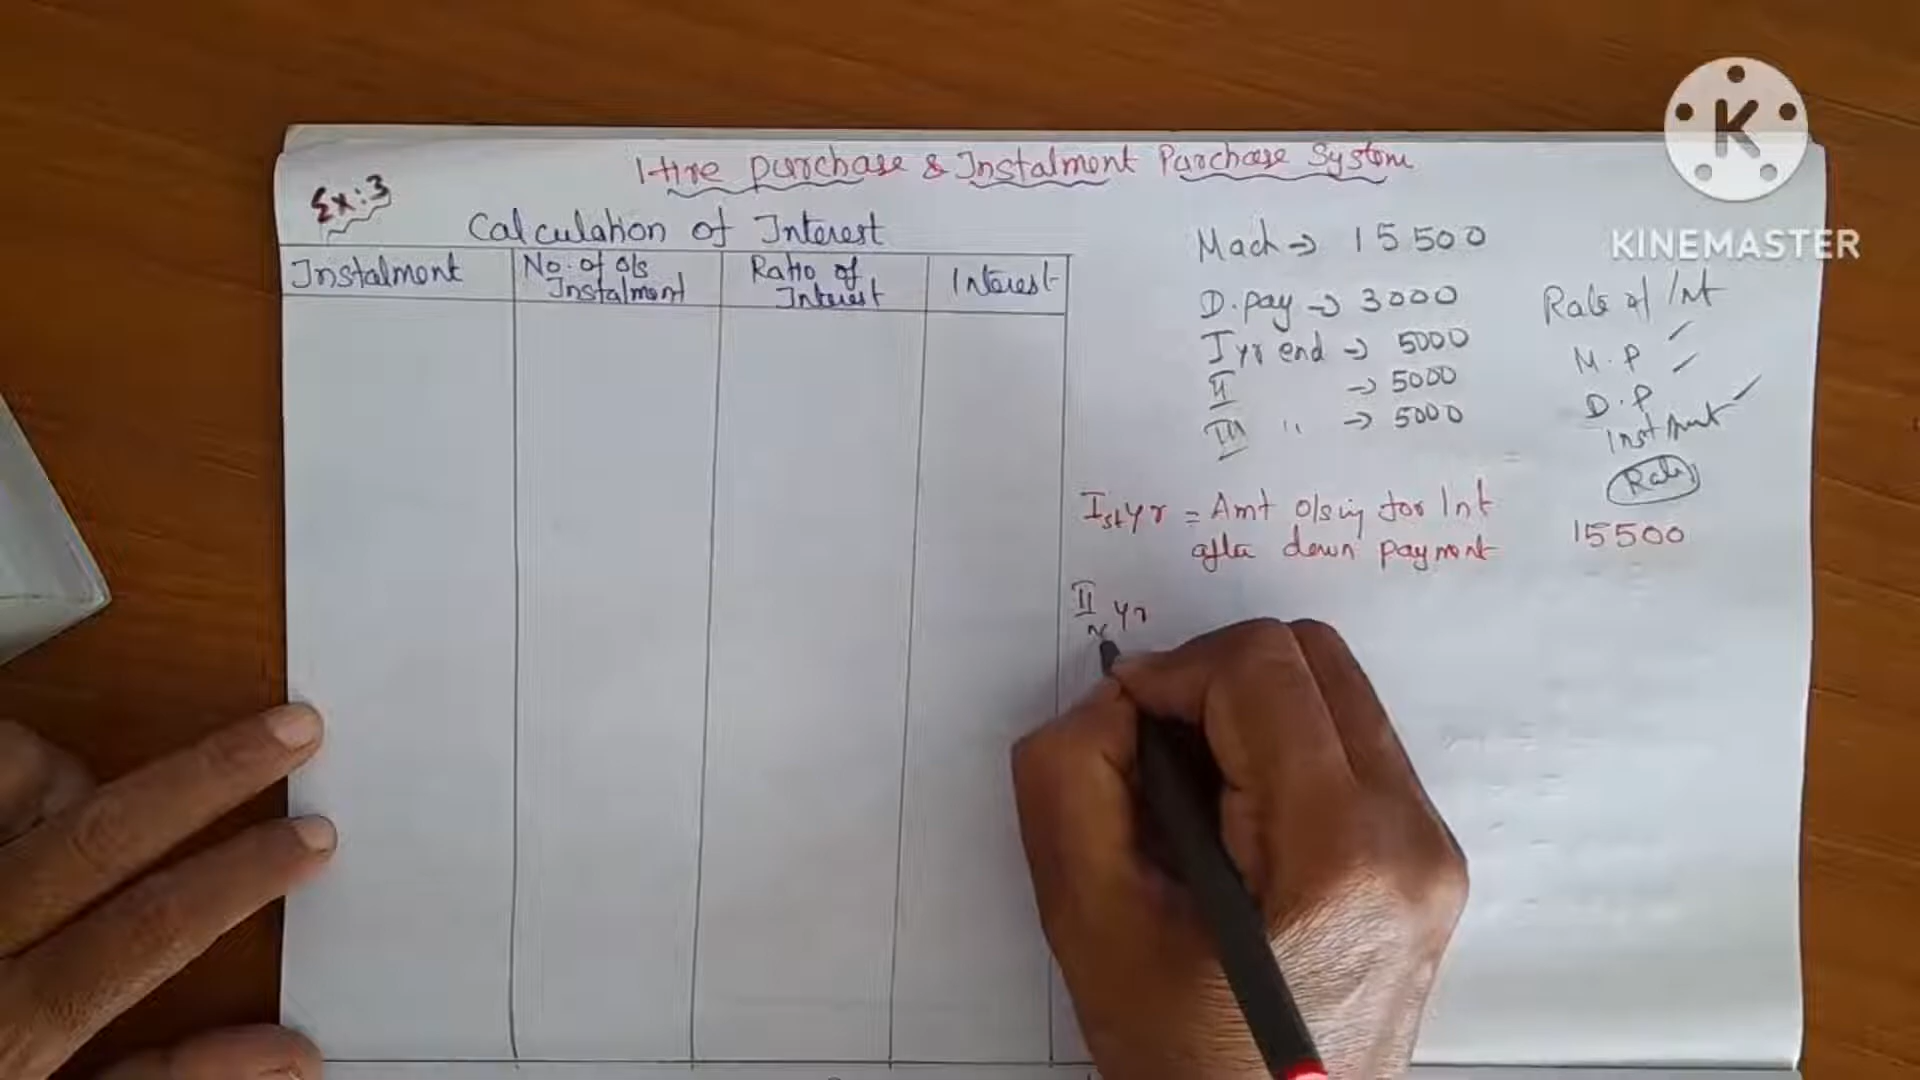 Hire purchase & Instalment Purchase System
Ex:3
Calculation of Interest
Instalment
No. of o/s Instalment
Ratio of Interest
Interest
Mach → 15500
D. pay → 3000
I yr end → 5000
II → 5000
III " → 5000
Rate of Int
M.P
D.P
Rate
Ist yr = Amt o/s for Int
after down payment
15500
II yr
K
KINEMASTER